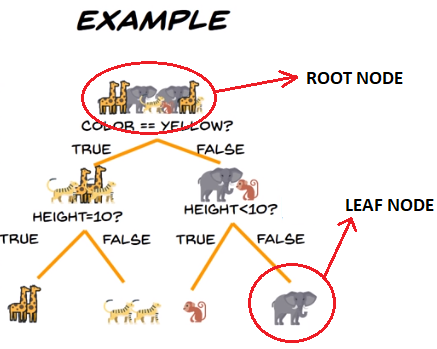 EXAMPLE
ROOT NODE
COLOR == YELLOW?
TRUE FALSE
HEIGHT=10? HEIGHT<10?
LEAF NODE
TRUE FALSE TRUE FALSE